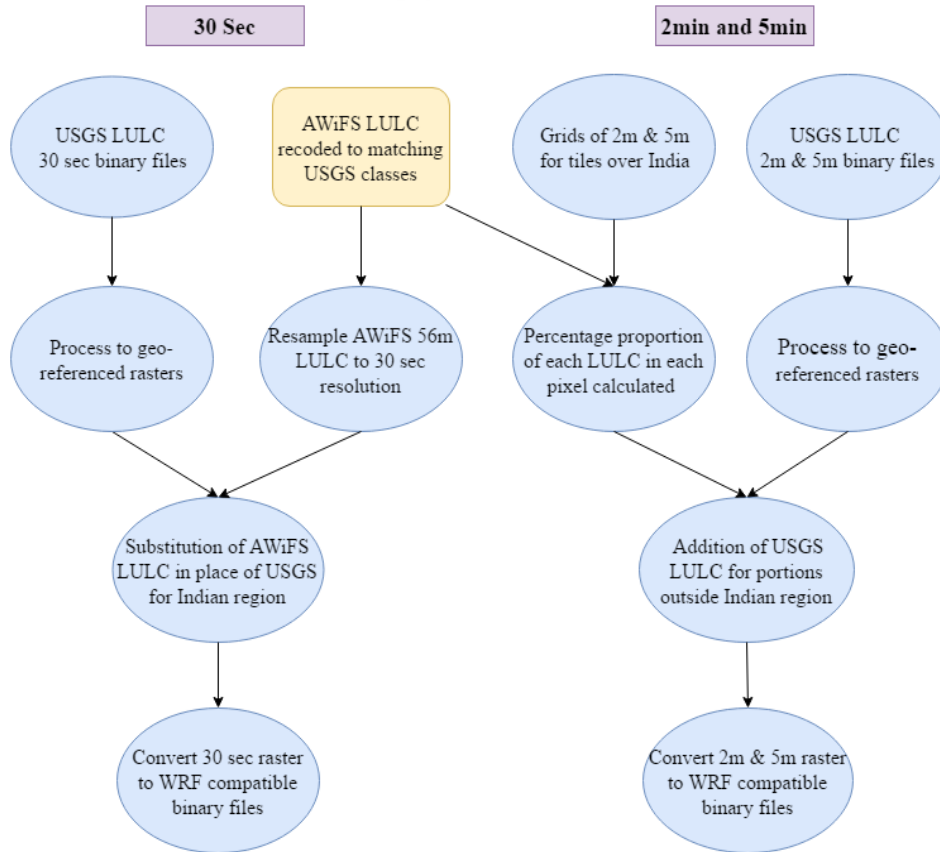 30 Sec
2min and 5min
USGS LULC
30 sec binary files
AWiFS LULC
recoded to matching
USGS classes
Grids of 2m & 5m
for tiles over India
USGS LULC
2m & 5m binary files
Process to geo-
referenced rasters
Resample AWiFS 56m
LULC to 30 sec
resolution
Percentage proportion
of each LULC in each
pixel calculated
Process to geo-
referenced rasters
Substitution of AWiFS
LULC in place of USGS
for Indian region
Addition of USGS
LULC for portions
outside Indian region
Convert 30 sec raster
to WRF compatible
binary files
Convert 2m & 5m raster
to WRF compatible
binary files